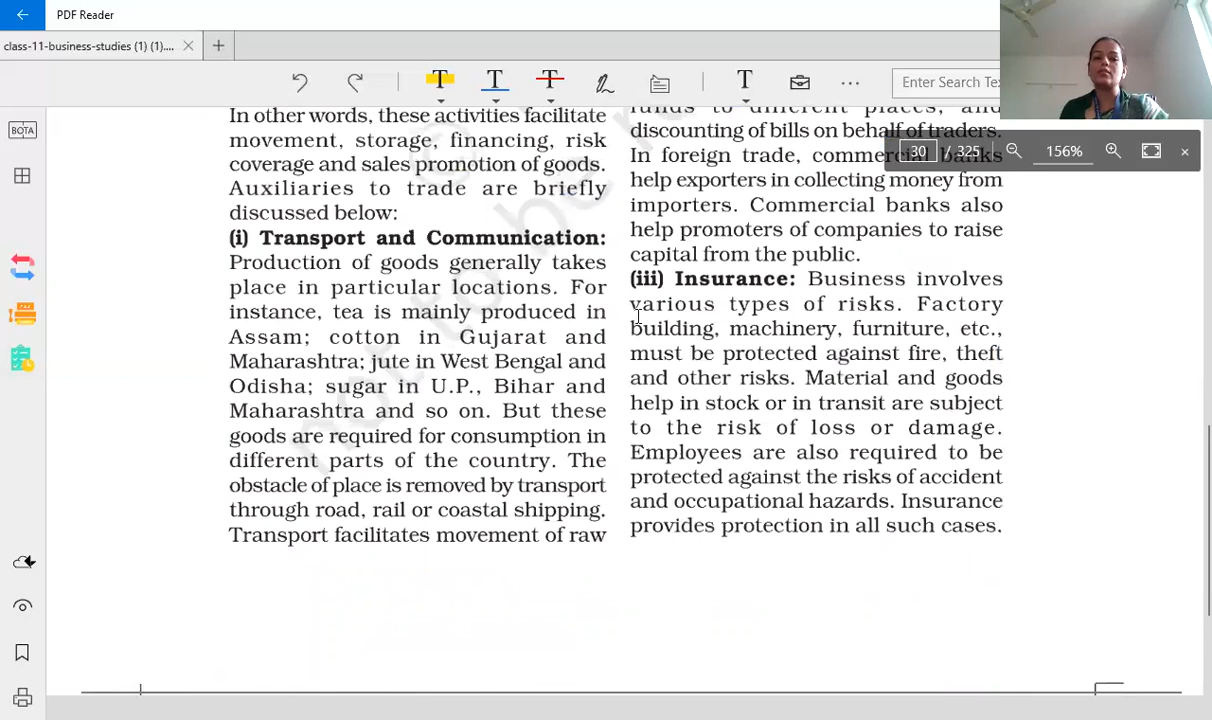 PDF Reader
class-11-business-studies (1) (1)....
T T T T
Enter Search Tex
BOTA
30 / 325 156%
In other words, these activities facilitate
movement, storage, financing, risk
coverage and sales promotion of goods.
Auxiliaries to trade are briefly
discussed below:
(i) Transport and Communication:
Production of goods generally takes
place in particular locations. For
instance, tea is mainly produced in
Assam; cotton in Gujarat and
Maharashtra; jute in West Bengal and
Odisha; sugar in U.P., Bihar and
Maharashtra and so on. But these
goods are required for consumption in
different parts of the country. The
obstacle of place is removed by transport
through road, rail or coastal shipping.
Transport facilitates movement of raw
funds to different places, and
discounting of bills on behalf of traders.
In foreign trade, commercial banks
help exporters in collecting money from
importers. Commercial banks also
help promoters of companies to raise
capital from the public.
(iii) Insurance: Business involves
various types of risks. Factory
building, machinery, furniture, etc.,
must be protected against fire, theft
and other risks. Material and goods
help in stock or in transit are subject
to the risk of loss or damage.
Employees are also required to be
protected against the risks of accident
and occupational hazards. Insurance
provides protection in all such cases.
not to be re
©